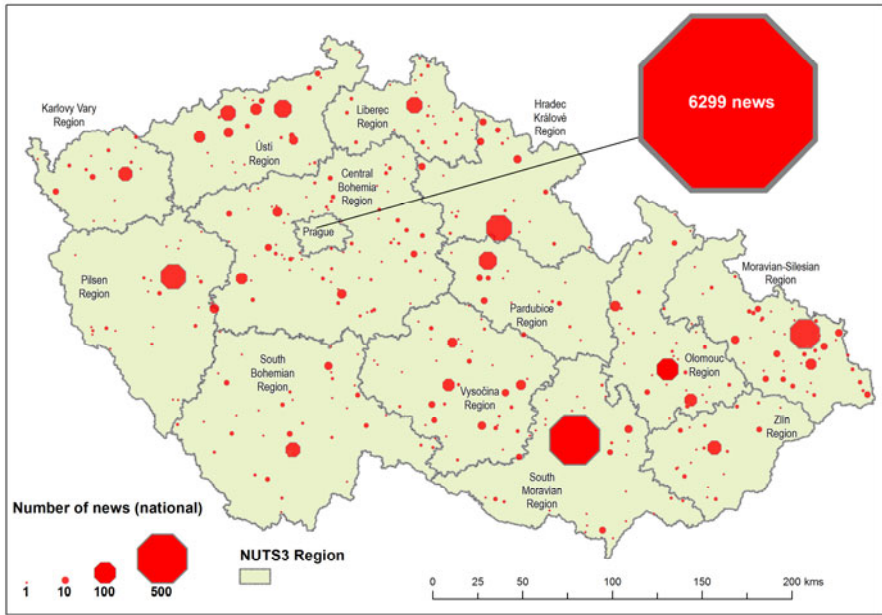 6299 news
Karlovy Vary
Region
Liberec
Region
Hradec
Králové
Region
Ústí
Region
Central
Bohemia
Region
Prague
Pilsen
Region
Moravian-Silesian
Region
Pardubice
Region
South
Bohemian
Region
Olomouc
Region
Vysočina
Region
Zlín
Region
South
Moravian
Region
Number of news (national)
1 10 100 500
NUTS3 Region
0 25 50 100 150 200 kms